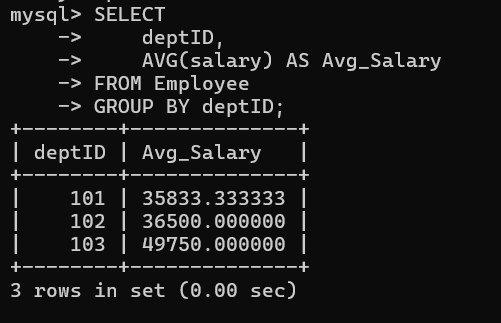 mysql> SELECT
    ->     deptID,
    ->     AVG(salary) AS Avg_Salary
    -> FROM Employee
    -> GROUP BY deptID;
+--------+--------------+
| deptID | Avg_Salary   |
+--------+--------------+
|    101 | 35833.333333 |
|    102 | 36500.000000 |
|    103 | 49750.000000 |
+--------+--------------+
3 rows in set (0.00 sec)